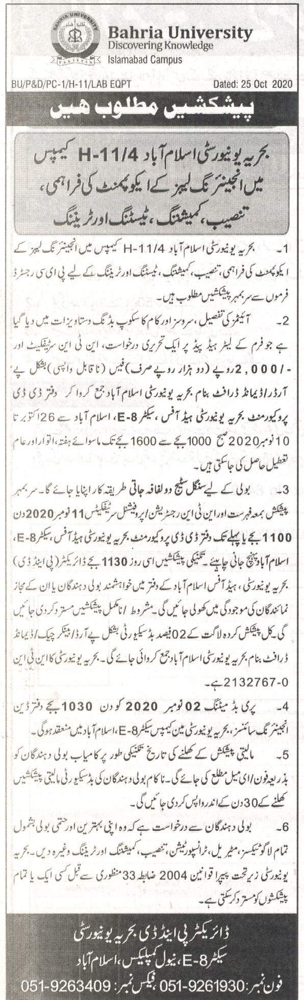 BAHRIA UNIVERSITY
PAKISTAN
Bahria University
Discovering Knowledge
Islamabad Campus
BU/P&D/PC-1/H-11/LAB EQPT Dated: 25 Oct 2020
پیشکشیں مطلوب ھیں
بحریہ یونیورسٹی اسلام آباد H-11/4 کیمپس
میں انجینئرنگ لیبز کے ایکوپمنٹ کی فراہمی،
تنصیب، کمیشننگ، ٹیسٹنگ اور ٹریننگ
1۔ بحریہ یونیورسٹی اسلام آباد H-11/4 کیمپس میں انجینئرنگ لیبز کے
ایکوپمنٹ کی فراہمی، تنصیب، کمیشننگ، ٹیسٹنگ اور ٹریننگ کے لیے پی ای سی رجسٹرڈ
فرموں سے سربمہر پیشکشیں مطلوب ہیں۔
2۔ آئیٹمز کی تفصیل، سروسز اور کام کا سکوپ بڈنگ دستاویزات میں دیا گیا
ہے جو فرم کے لیٹر ہیڈ پیڈ پر ایک تحریری درخواست، این ٹی این سرٹیفکیٹ اور
2,000/- روپے (دو ہزار روپے صرف) فیس (ناقابل واپسی) بشکل پے
آرڈر/ڈیمانڈ ڈرافٹ بنام بحریہ یونیورسٹی اسلام آباد جمع کروا کر دفتر ڈی ڈی
پروکیورمنٹ بحریہ یونیورسٹی ہیڈ آفس، سیکٹر E-8، اسلام آباد سے 26 اکتوبر تا
10 نومبر 2020 صبح 1000 بجے سے 1600 بجے تک ماسوائے ہفتہ، اتوار اور عام
تعطیل حاصل کی جاسکتی ہیں۔
3۔ بولی کے لیے سنگل سٹیج دو لفافہ جاتی طریقہ کار اپنایا جائے گا۔ سربمہر
پیشکش بمعہ فہرست اور این ٹی این رجسٹریشن/پروفیشنل سرٹیفکیٹس 11 نومبر 2020 دن
1100 بجے یا پہلے تک دفتر ڈی ڈی پروکیورمنٹ بحریہ یونیورسٹی ہیڈ آفس، سیکٹر E-8،
اسلام آباد پہنچ جانی چاہیئے۔ تکنیکی پیشکشیں اسی روز 1130 بجے ڈائریکٹر (پی اینڈ ڈی)
بحریہ یونیورسٹی، ہیڈ آفس اسلام آباد کے دفتر میں خواہشمند بولی دہندگان یا ان کے مجاز
نمائندگان کی موجودگی میں کھولی جائیں گی۔ مشروط / نامکمل پیشکشیں مسترد کردی جائیں
گی۔ کل پیشکش کردہ لاگت کے 02 فیصد بڈ سیکیورٹی بشکل پے آرڈر/بینکر چیک/ڈیمانڈ
ڈرافٹ بنام بحریہ یونیورسٹی اسلام آباد جمع کروائی جائے گی۔ بحریہ یونیورسٹی کا این ٹی این
2132767-0 ہے۔
4۔ پری بڈ میٹنگ 02 نومبر 2020 کو دن 1030 بجے دفتر ڈین
انجینئرنگ سائنسز، بحریہ یونیورسٹی مین کیمپس سیکٹر E-8، اسلام آباد میں منعقد ہوگی۔
5۔ مالیتی پیشکش کے کھلنے کی تاریخ تکنیکی طور پر کامیاب بولی دہندگان کو
بذریعہ فون/ای میل مطلع کی جائے گی۔ ناکام بولی دہندگان کی بڈ سیکیورٹی مالیتی پیشکشیں
کھلنے کے 30 دن کے اندر واپس کردی جائیں گی۔
6۔ بولی دہندگان سے درخواست ہے کہ وہ اپنی بہترین اور حتمی بولی بشمول
تمام لاگو ٹیکسز، مٹیریل، ٹرانسپورٹیشن، تنصیب، کمیشننگ اور ٹریننگ وغیرہ دیں۔ بحریہ
یونیورسٹی زیر تحت پیپرا قوانین 2004 ضابطہ 33 منظوری سے قبل کسی ایک یا تمام
پیشکشوں کو مسترد کرسکتی ہے۔
ڈائریکٹر پی اینڈ ڈی بحریہ یونیورسٹی
سیکٹر E-8، نیول کمپلیکس، اسلام آباد
فون نمبر: 051-9261930، فیکس نمبر: 051-9263409